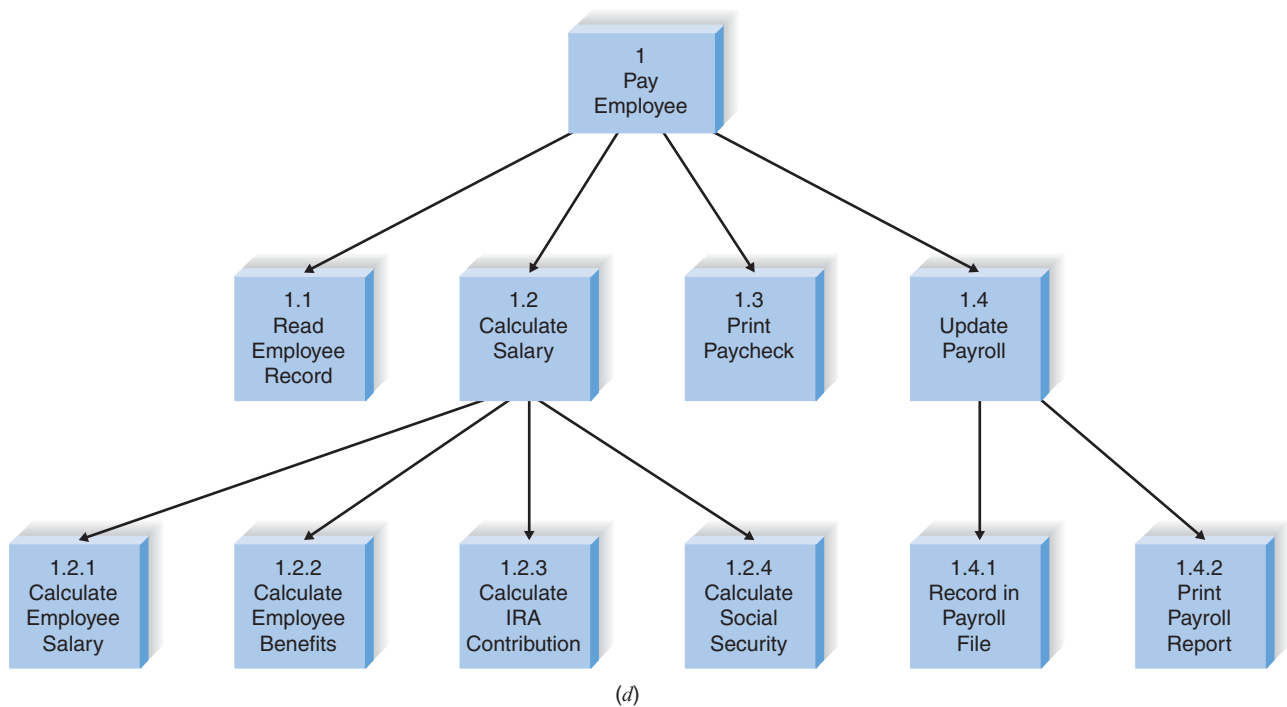 1
Pay
Employee
1.1
Read
Employee
Record
1.2
Calculate
Salary
1.3
Print
Paycheck
1.4
Update
Payroll
1.2.1
Calculate
Employee
Salary
1.2.2
Calculate
Employee
Benefits
1.2.3
Calculate
IRA
Contribution
1.2.4
Calculate
Social
Security
1.4.1
Record in
Payroll
File
1.4.2
Print
Payroll
Report
(d)